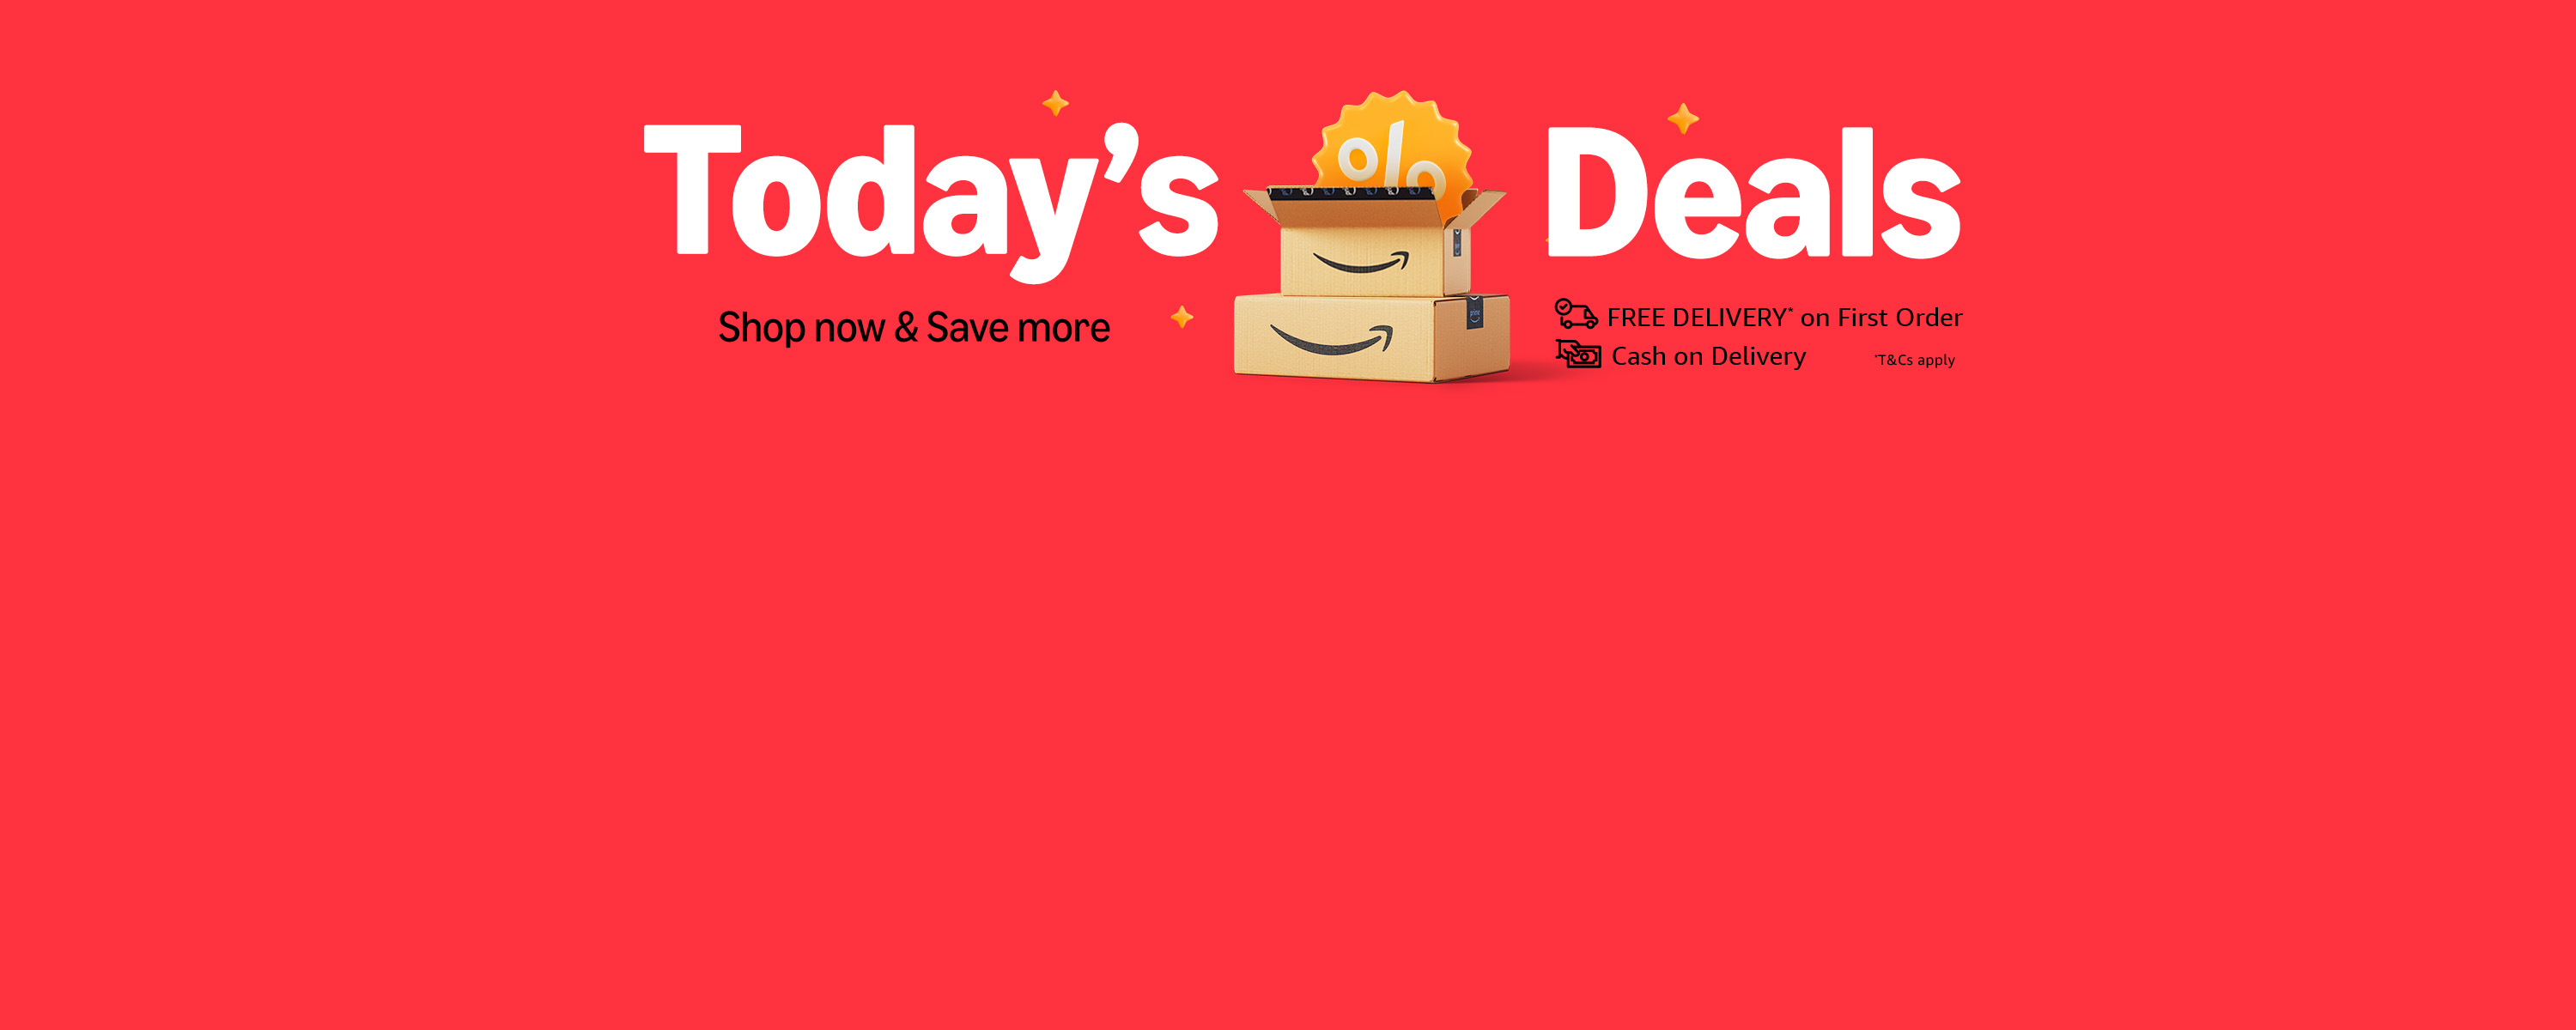 Today’s % Deals
Shop now & Save more
FREE DELIVERY* on First Order
Cash on Delivery
*T&Cs apply